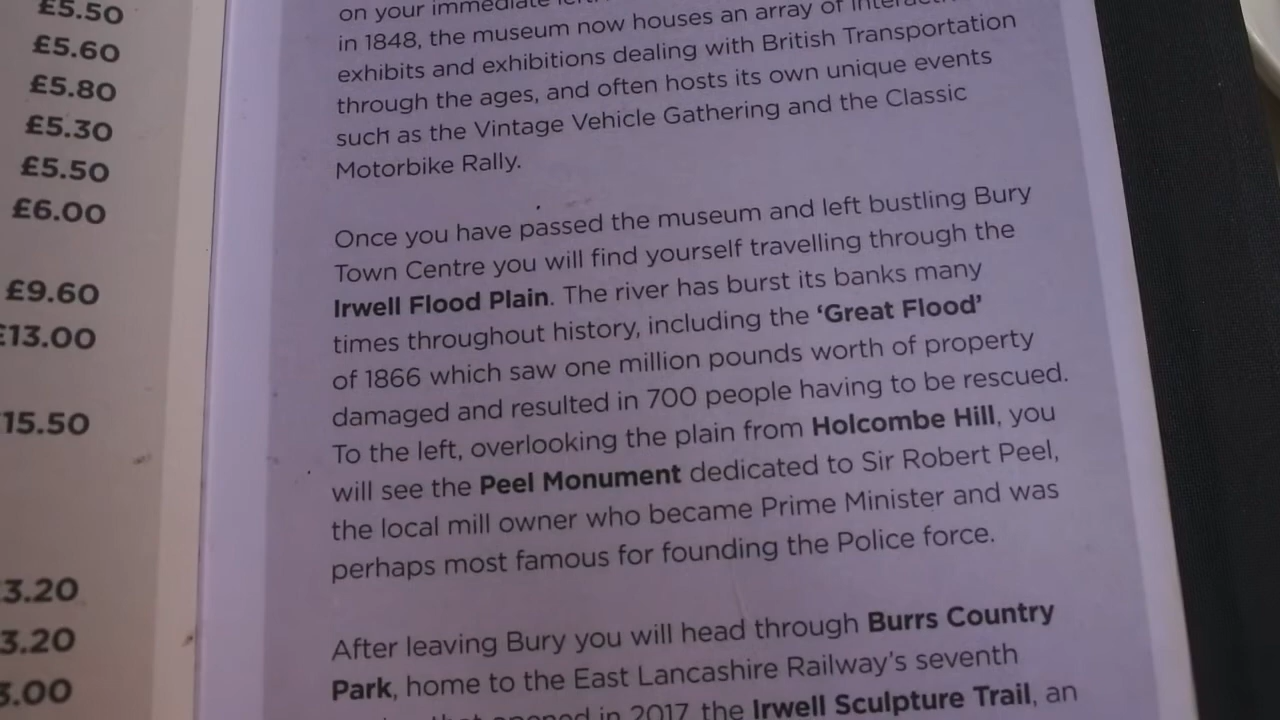 £5.50
£5.60
£5.80
£5.30
£5.50
£6.00
£9.60
£13.00
15.50
3.20
3.20
3.00
on your immediate
in 1848, the museum now houses an array of
exhibits and exhibitions dealing with British Transportation
through the ages, and often hosts its own unique events
such as the Vintage Vehicle Gathering and the Classic
Motorbike Rally.
Once you have passed the museum and left bustling Bury
Town Centre you will find yourself travelling through the
Irwell Flood Plain. The river has burst its banks many
times throughout history, including the ‘Great Flood’
of 1866 which saw one million pounds worth of property
damaged and resulted in 700 people having to be rescued.
To the left, overlooking the plain from Holcombe Hill, you
will see the Peel Monument dedicated to Sir Robert Peel,
the local mill owner who became Prime Minister and was
perhaps most famous for founding the Police force.
After leaving Bury you will head through Burrs Country
Park, home to the East Lancashire Railway’s seventh
that opened in 2017, the Irwell Sculpture Trail, an